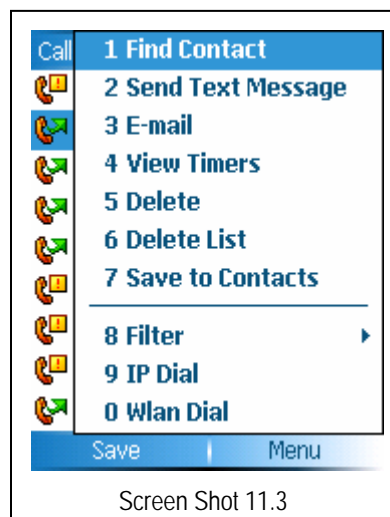 Call
1 Find Contact
2 Send Text Message
3 E-mail
4 View Timers
5 Delete
6 Delete List
7 Save to Contacts
8 Filter
9 IP Dial
0 Wlan Dial
Save Menu
Screen Shot 11.3